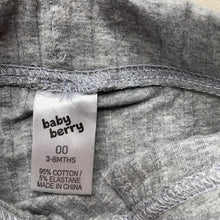 baby
berry
00
3-6MTHS
95% COTTON /
5% ELASTANE
MADE IN CHINA